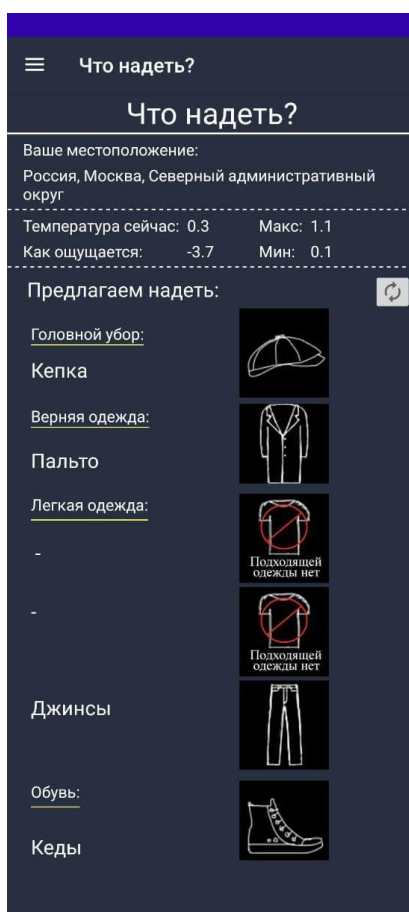 Что надеть?
Что надеть?
Ваше местоположение:
Россия, Москва, Северный административный
округ
Температура сейчас: 0.3 Макс: 1.1
Как ощущается: -3.7 Мин: 0.1
Предлагаем надеть:
Головной убор:
Кепка
Верняя одежда:
Пальто
Легкая одежда:
-
Подходящей
одежды нет
-
Подходящей
одежды нет
Джинсы
Обувь:
Кеды